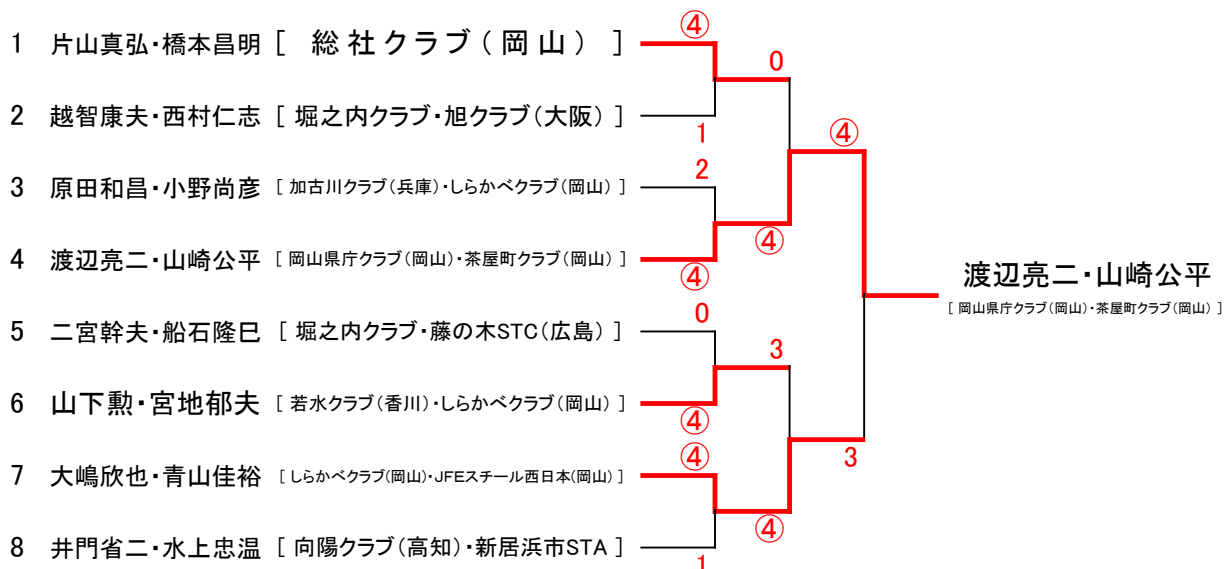 ④
1 片山真弘・橋本昌明 [ 総社クラブ(岡山) ]
0
2 越智康夫・西村仁志 [ 堀之内クラブ・旭クラブ(大阪) ]
1
④
2
3 原田和昌・小野尚彦 [ 加古川クラブ(兵庫)・しらかべクラブ(岡山) ]
④
4 渡辺亮二・山崎公平 [ 岡山県庁クラブ(岡山)・茶屋町クラブ(岡山) ]
④
渡辺亮二・山崎公平
[ 岡山県庁クラブ(岡山)・茶屋町クラブ(岡山) ]
0
5 二宮幹夫・船石隆巳 [ 堀之内クラブ・藤の木STC(広島) ]
3
6 山下勲・宮地郁夫 [ 若水クラブ(香川)・しらかべクラブ(岡山) ]
④
④
3
7 大嶋欣也・青山佳裕 [ しらかべクラブ(岡山)・JFEスチール西日本(岡山) ]
④
8 井門省二・水上忠温 [ 向陽クラブ(高知)・新居浜市STA ]
1